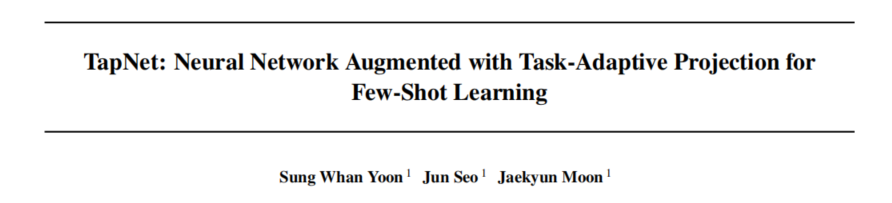 TapNet: Neural Network Augmented with Task-Adaptive Projection for
Few-Shot Learning
Sung Whan Yoon 1 Jun Seo 1 Jaekyun Moon 1